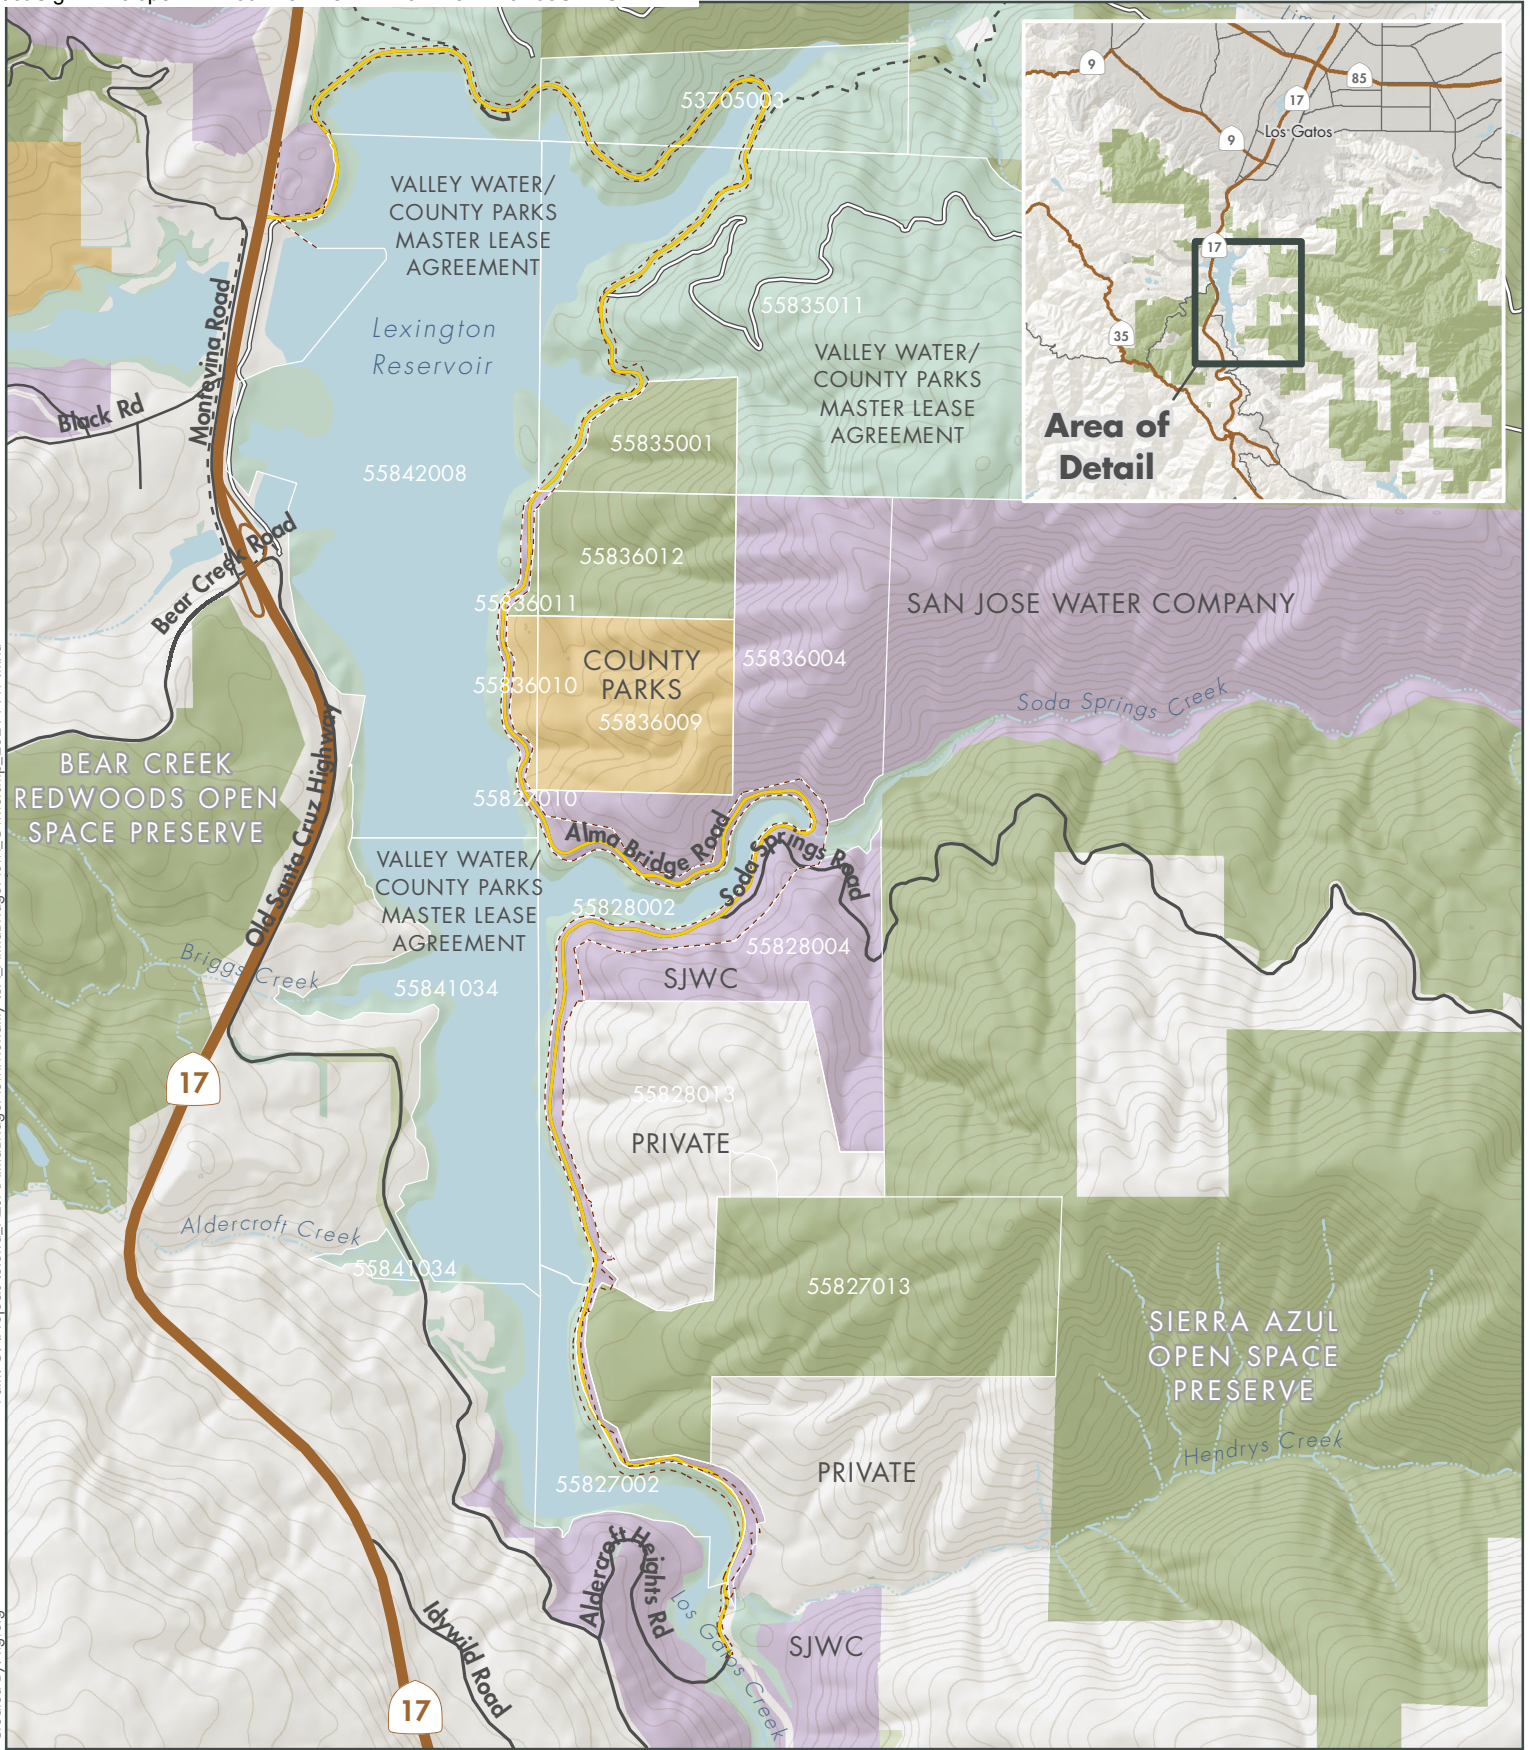 9
85
17
Los Gatos
9
17
35
Area of
Detail
53705003
VALLEY WATER/
COUNTY PARKS
MASTER LEASE
AGREEMENT
Montevina Road
Lexington
Reservoir
55835011
VALLEY WATER/
COUNTY PARKS
MASTER LEASE
AGREEMENT
Black Rd
55835001
55842008
Bear Creek Road
55836012
55836011
SAN JOSE WATER COMPANY
COUNTY
PARKS
55836004
55836010
55836009
Soda Springs Creek
BEAR CREEK
REDWOODS OPEN
SPACE PRESERVE
Old Santa Cruz Highway
55827010
Alma Bridge Road
Soda Springs Road
VALLEY WATER/
COUNTY PARKS
MASTER LEASE
AGREEMENT
55828002
55828004
Briggs Creek
SJWC
55841034
17
55828013
PRIVATE
Aldercroft Creek
55841034
55827013
SIERRA AZUL
OPEN SPACE
PRESERVE
Hendrys Creek
PRIVATE
55827002
Aldercroft Heights Rd
Los Gatos Creek
Idywild Road
SJWC
17